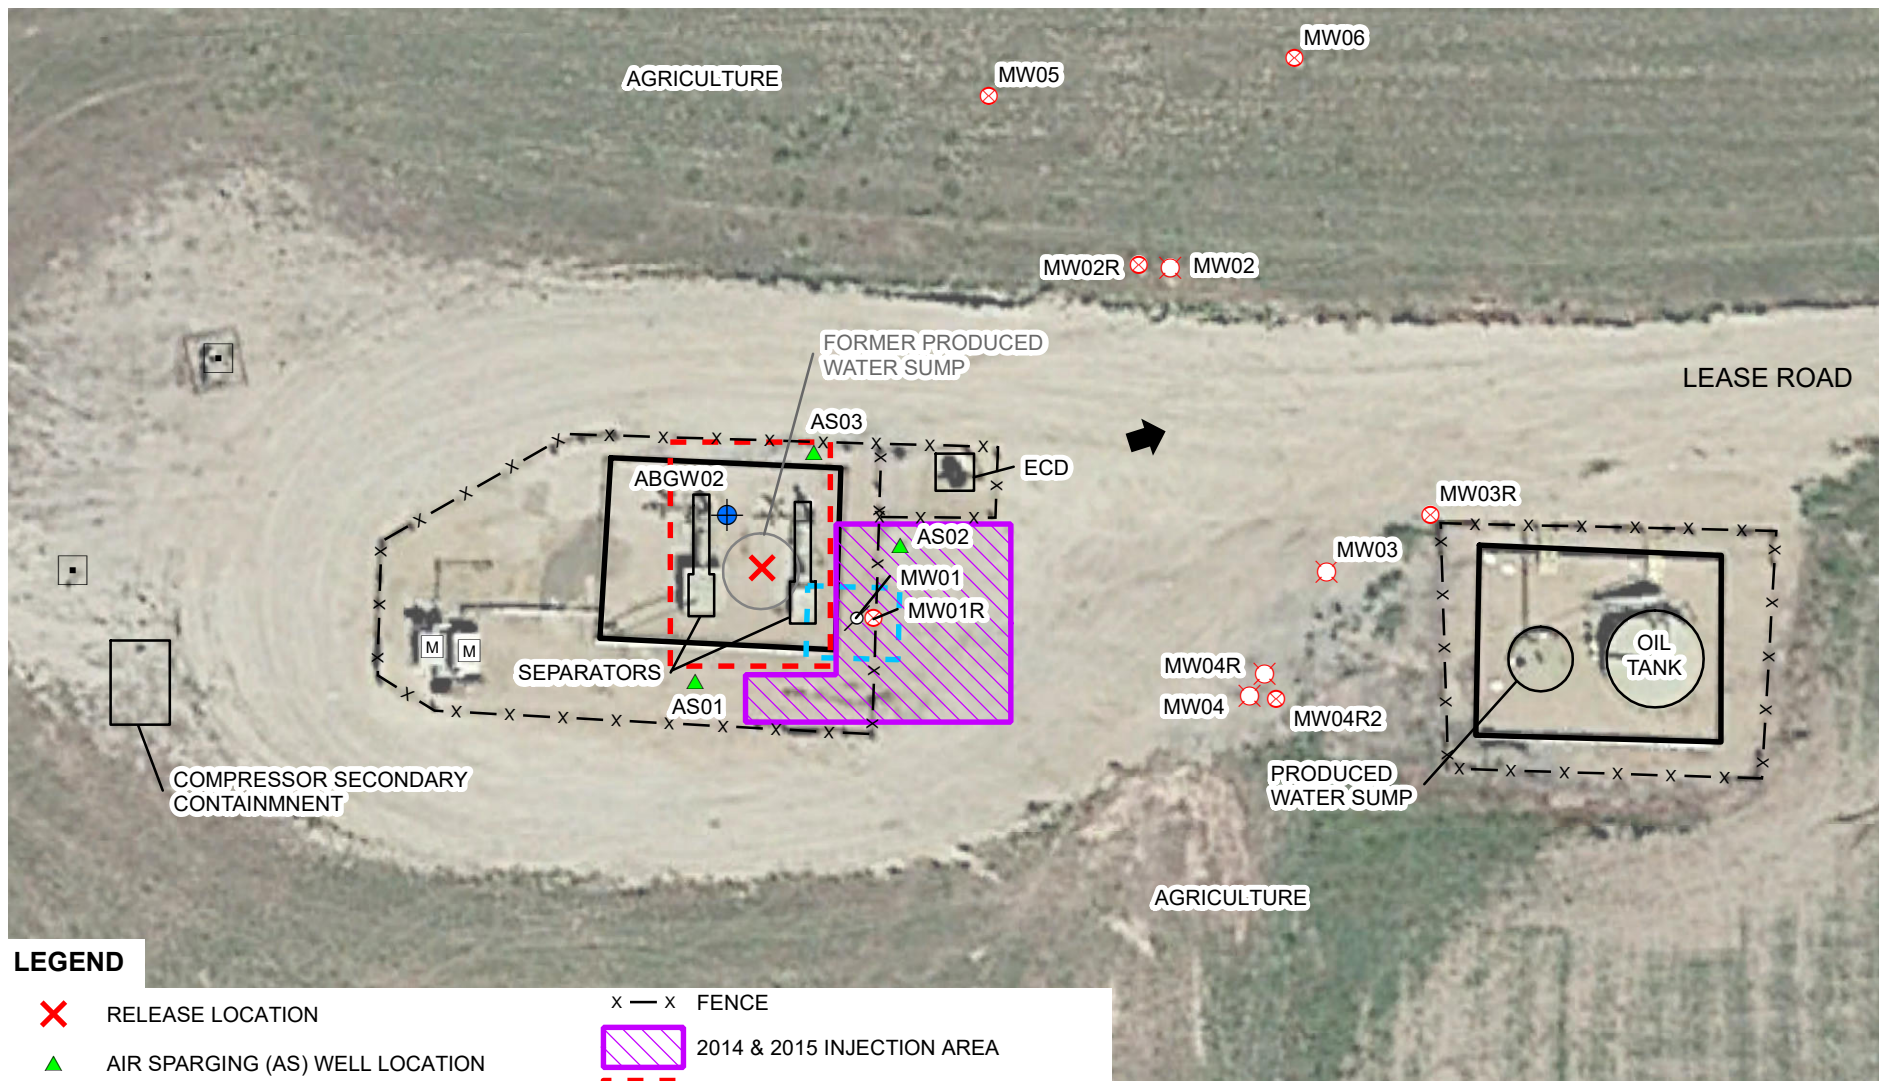 MW06
AGRICULTURE
MW05
MW02R
MW02
FORMER PRODUCED
WATER SUMP
LEASE ROAD
AS03
ECD
ABGW02
MW03R
AS02
MW03
MW01
MW01R
OIL
TANK
M
M
SEPARATORS
MW04R
AS01
MW04
MW04R2
COMPRESSOR SECONDARY
CONTAINMNENT
PRODUCED
WATER SUMP
AGRICULTURE
LEGEND
RELEASE LOCATION
X — X FENCE
2014 & 2015 INJECTION AREA
AIR SPARGING (AS) WELL LOCATION